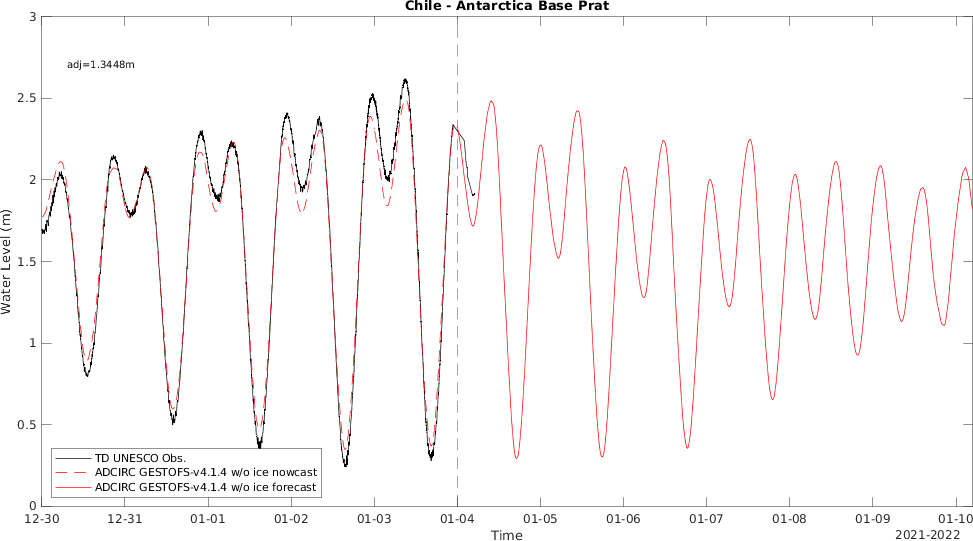 Chile - Antarctica Base Prat
3
adj=1.3448m
2.5
2
Water Level (m)
1.5
1
0.5
TD UNESCO Obs.
ADCIRC GESTOFS-v4.1.4 w/o ice nowcast
ADCIRC GESTOFS-v4.1.4 w/o ice forecast
0
12-30 12-31 01-01 01-02 01-03 01-04 01-05 01-06 01-07 01-08 01-09 01-10
Time
2021-2022